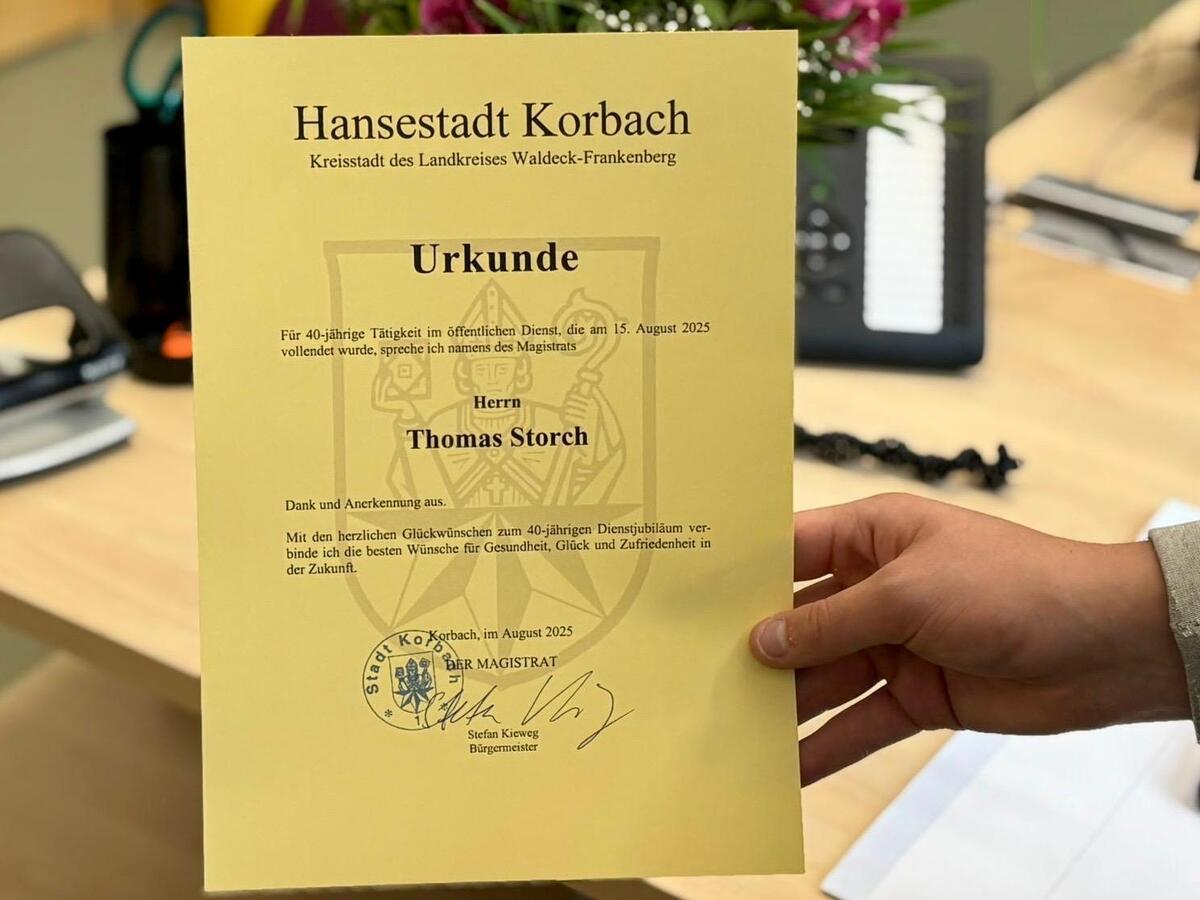 Hansestadt Korbach
Kreisstadt des Landkreises Waldeck-Frankenberg
Urkunde
Für 40-jährige Tätigkeit im öffentlichen Dienst, die am 15. August 2025
vollendet wurde, spreche ich namens des Magistrats
Herrn
Thomas Storch
Dank und Anerkennung aus.
Mit den herzlichen Glückwünschen zum 40-jährigen Dienstjubiläum ver-
binde ich die besten Wünsche für Gesundheit, Glück und Zufriedenheit in
der Zukunft.
Korbach, im August 2025
DER MAGISTRAT
Stadt Korbach
* 1 *
Stefan Kieweg
Bürgermeister